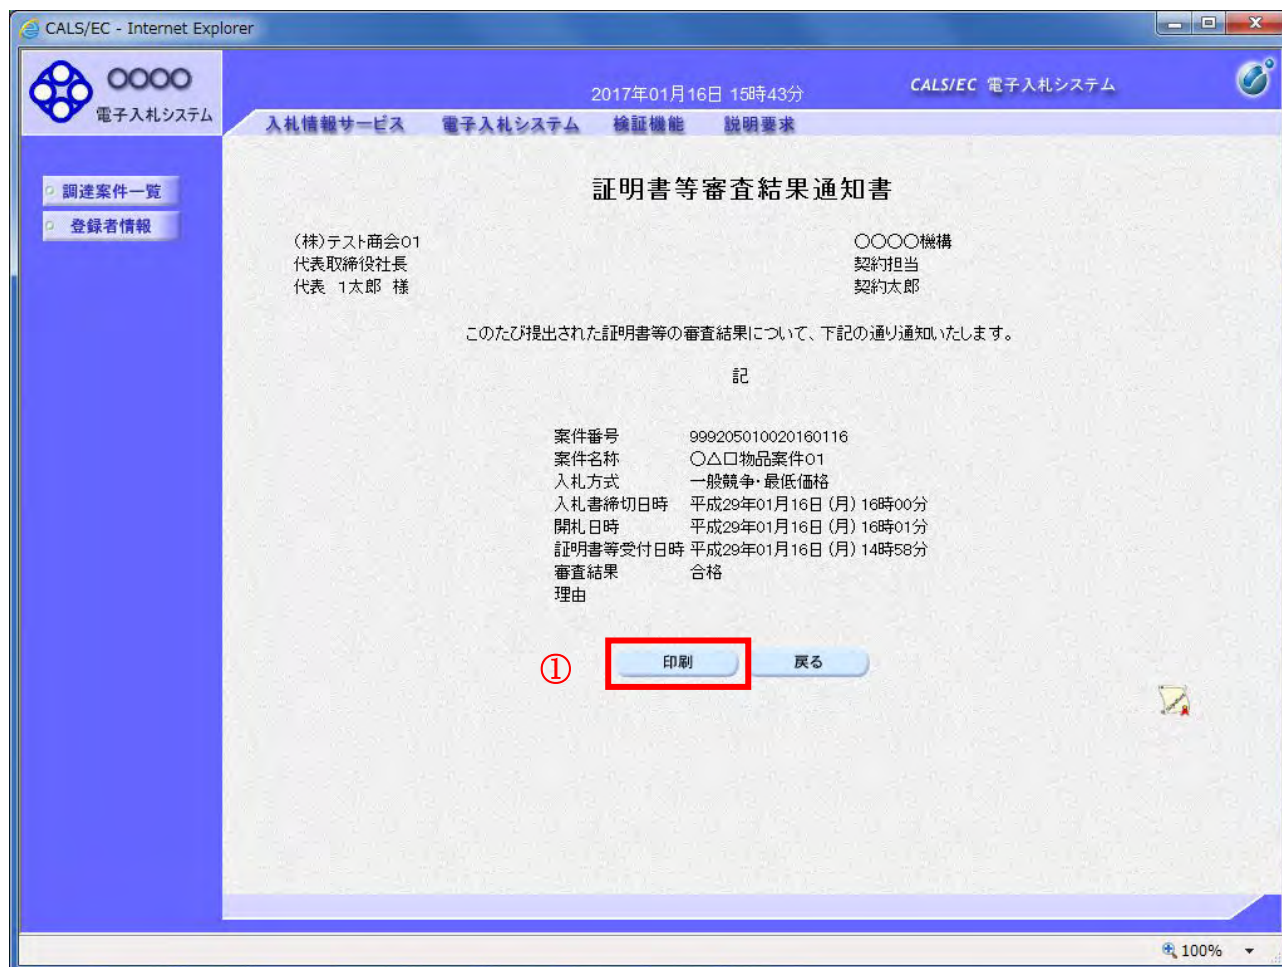 CALS/EC - Internet Explorer
〇〇〇〇
電子入札システム
2017年01月16日 15時43分
CALS/EC 電子入札システム
入札情報サービス 電子入札システム 検証機能 説明要求
調達案件一覧
登録者情報
証明書等審査結果通知書
(株)テスト商会01
代表取締役社長
代表 1太郎 様
〇〇〇〇機構
契約担当
契約太郎
このたび提出された証明書等の審査結果について、下記の通り通知いたします。
記
案件番号 999205010020160116
案件名称 〇△口物品案件01
入札方式 一般競争・最低価格
入札書締切日時 平成29年01月16日 (月) 16時00分
開札日時 平成29年01月16日 (月) 16時01分
証明書等受付日時 平成29年01月16日 (月) 14時58分
審査結果 合格
理由
① 印刷 戻る
100%